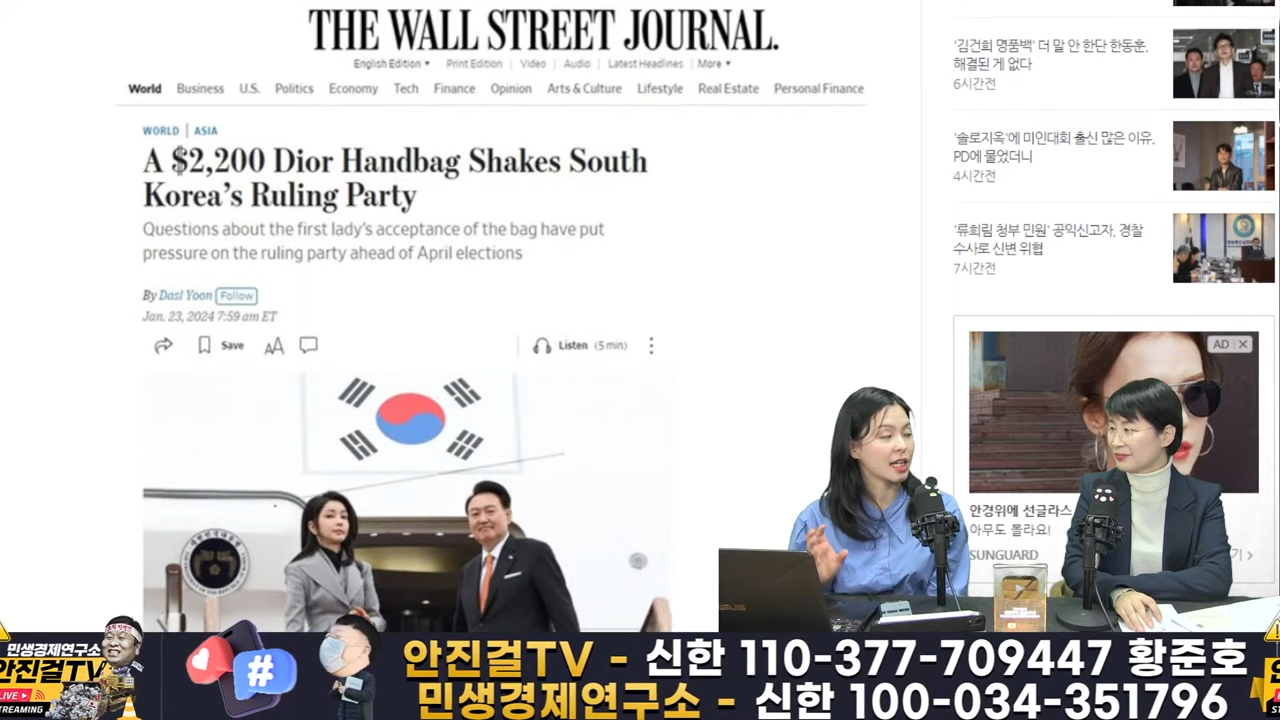 THE WALL STREET JOURNAL.
English Edition Print Edition Video Audio Latest Headlines More
World Business U.S. Politics Economy Tech Finance Opinion Arts & Culture Lifestyle Real Estate Personal Finance
WORLD | ASIA
A $2,200 Dior Handbag Shakes South
Korea's Ruling Party
Questions about the first lady's acceptance of the bag have put
pressure on the ruling party ahead of April elections
By Dasl Yoon Follow
Jan. 23, 2024 7:59 am ET
Save AA Listen (5 min)
'김건희 명품백' 더 말 안 한단 한동훈,
해결된 게 없다
6시간전
'솔로지옥'에 미인대회 출신 많은 이유,
PD에 물었더니
4시간전
'류희림 청부 민원' 공익신고자, 경찰
수사로 신변 위협
7시간전
AD
안경위에 선글라스
아무도 몰라요!
SUNGUARD
민생경제연구소
안진걸TV
LIVE
STREAMING
#
안진걸TV - 신한 110-377-709447 황준호
민생경제연구소 - 신한 100-034-351796